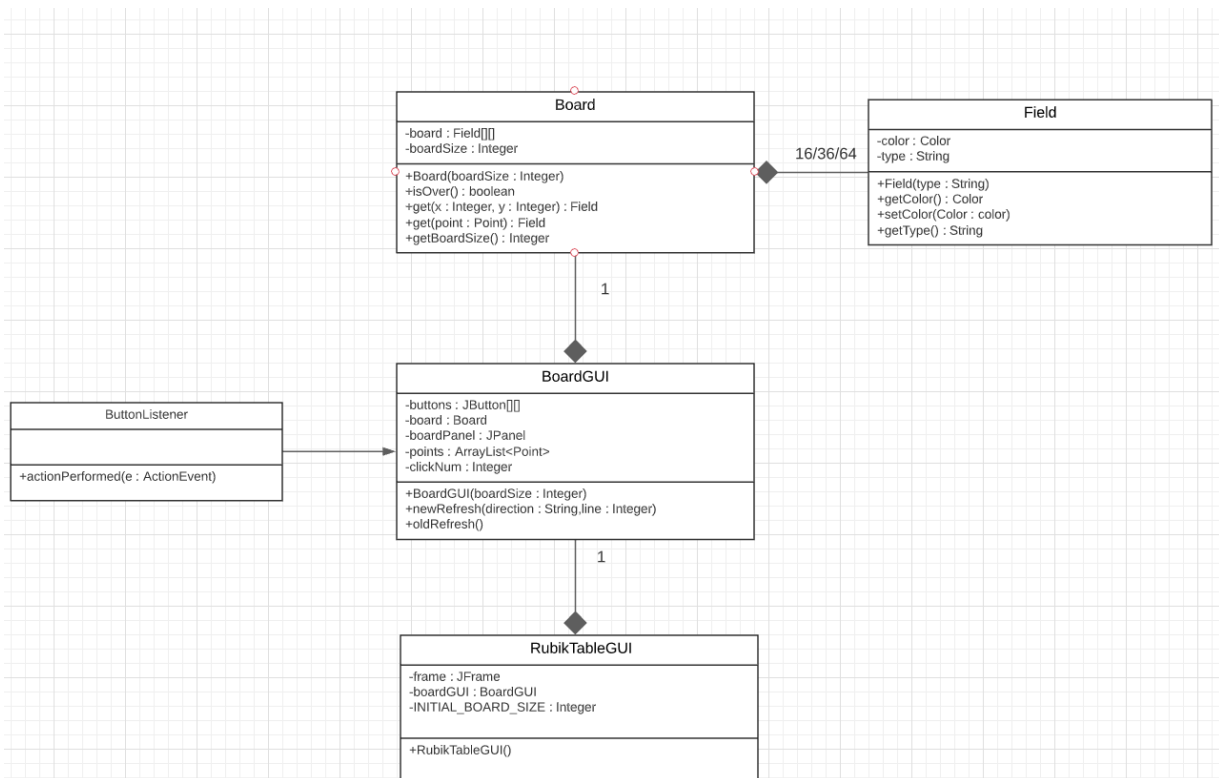 Board
-board : Field[][]
-boardSize : Integer
+Board(boardSize : Integer)
+isOver() : boolean
+get(x : Integer, y : Integer) : Field
+get(point : Point) : Field
+getBoardSize() : Integer
16/36/64
Field
-color : Color
-type : String
+Field(type : String)
+getColor() : Color
+setColor(Color : color)
+getType() : String
1
BoardGUI
-buttons : JButton[][]
-board : Board
-boardPanel : JPanel
-points : ArrayList<Point>
-clickNum : Integer
+BoardGUI(boardSize : Integer)
+newRefresh(direction : String,line : Integer)
+oldRefresh()
ButtonListener
+actionPerformed(e : ActionEvent)
1
RubikTableGUI
-frame : JFrame
-boardGUI : BoardGUI
-INITIAL_BOARD_SIZE : Integer
+RubikTableGUI()